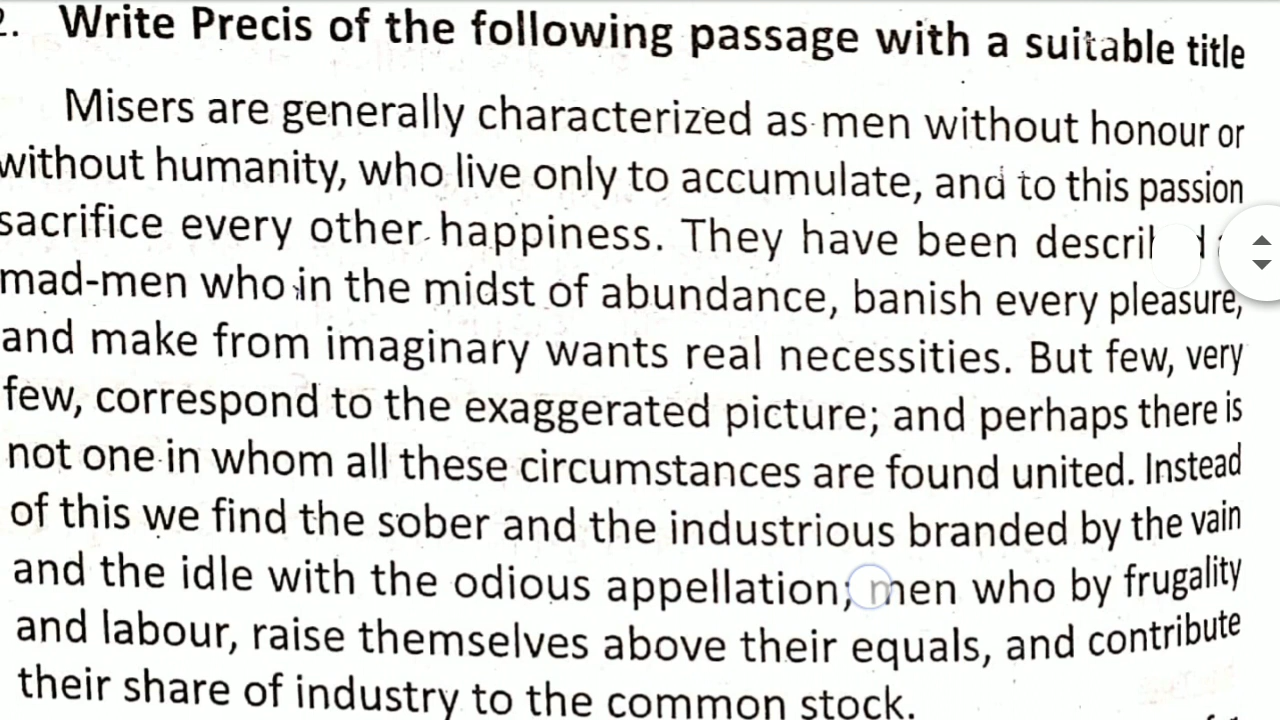 2. Write Precis of the following passage with a suitable title
Misers are generally characterized as men without honour or
without humanity, who live only to accumulate, and to this passion
sacrifice every other happiness. They have been
mad-men who in the midst of abundance, banish every pleasure,
and make from imaginary wants real necessities. But few, very
few, correspond to the exaggerated picture; and perhaps there is
not one in whom all these circumstances are found united. Instead
of this we find the sober and the industrious branded by the vain
and the idle with the odious appellation; men who by frugality
and labour, raise themselves above their equals, and contribute
their share of industry to the common stock.